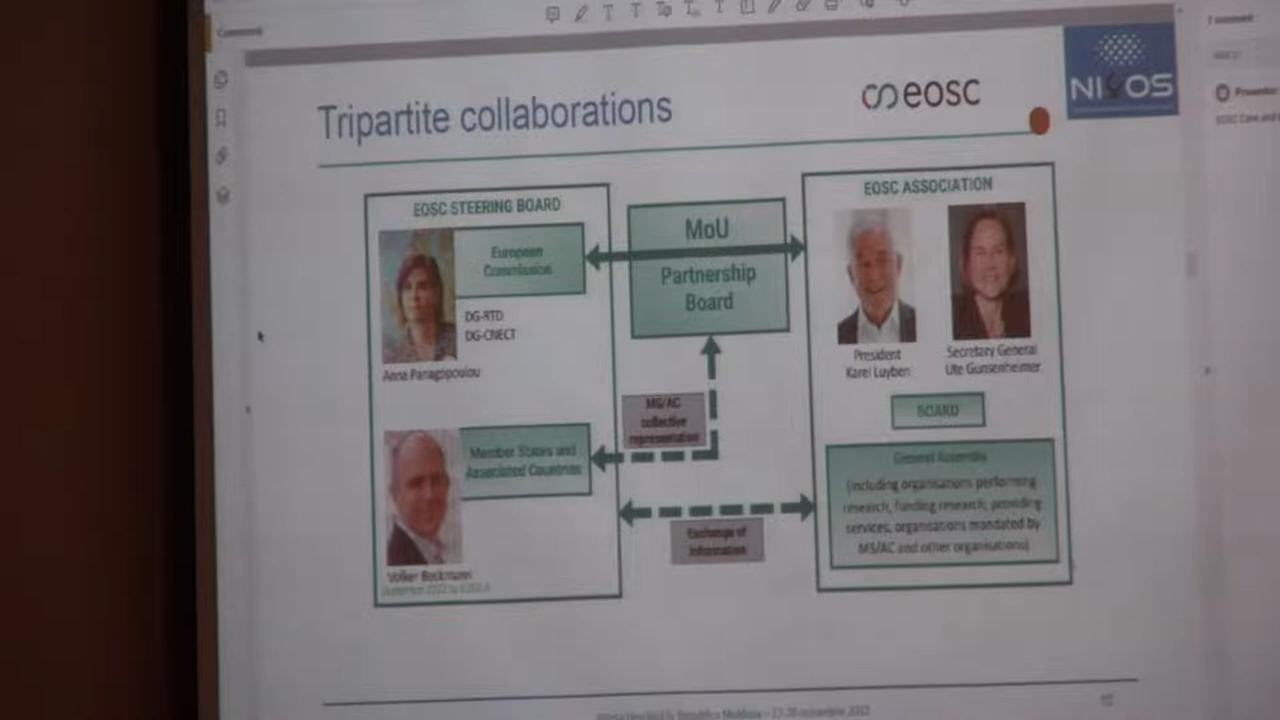 Comment
Tripartite collaborations
eosc
NI4OS
EOSC STEERING BOARD
European
Commission
DG-RTD
DG-CNECT
Anna Panagopoulou
Member States and
Associated Countries
Volker Beckmann
MoU
Partnership
Board
MS/AC
collective
representation
Exchange of
information
EOSC ASSOCIATION
President
Karel Luyben
Secretary General
Ute Gunsenheimer
BOARD
General Assembly
(including organisations performing
research, funding research, providing
services, organisations mandated by
MS/AC and other organisations)